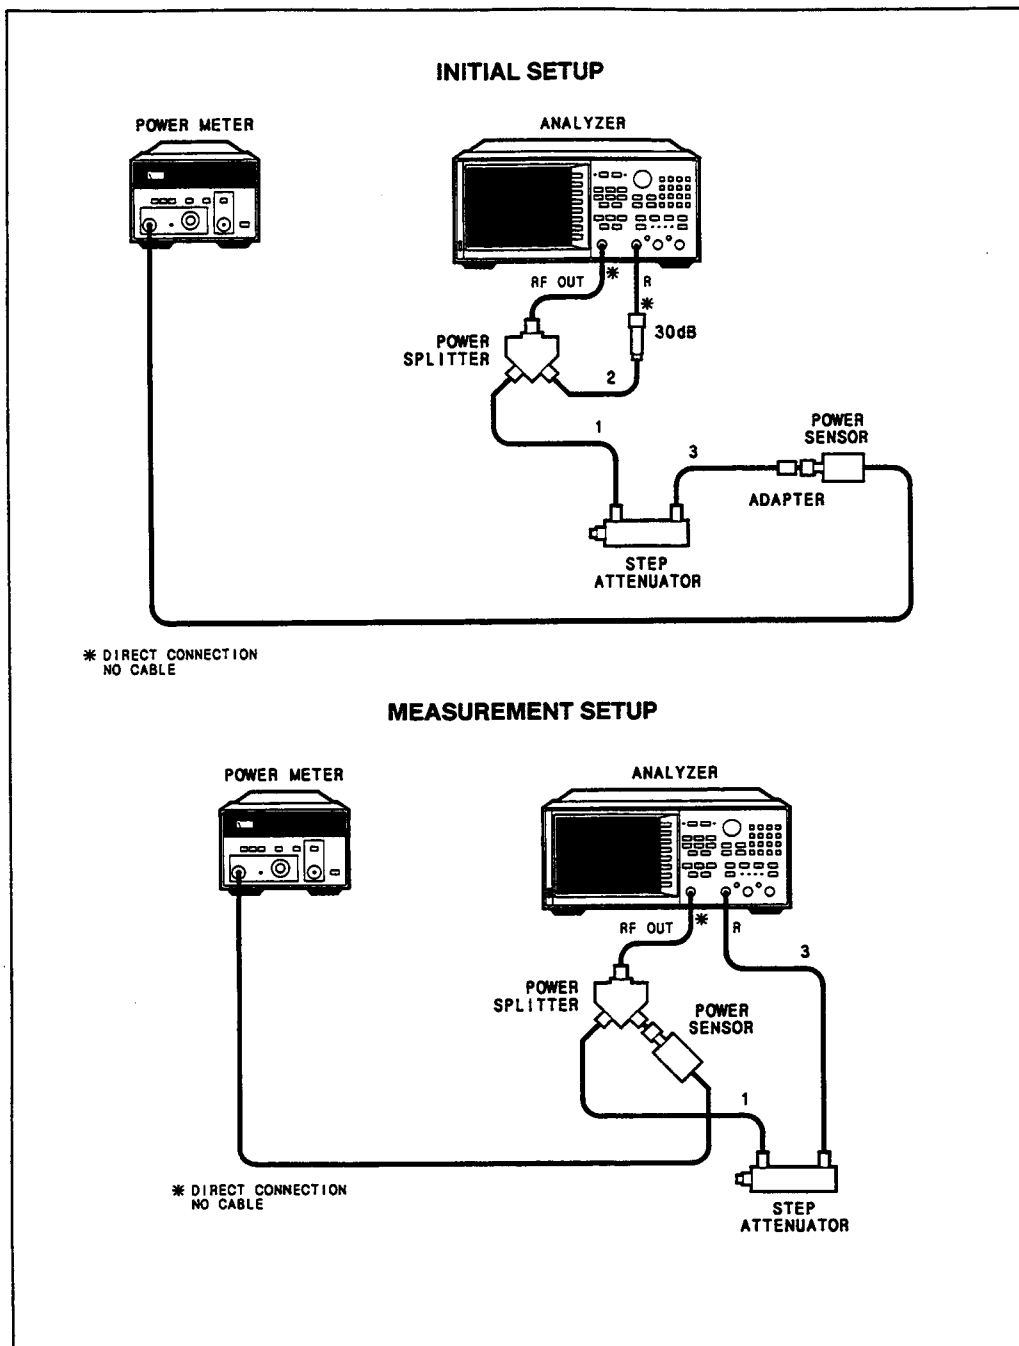 INITIAL SETUP
POWER METER
ANALYZER
RF OUT
*
R
*
30dB
POWER
SPLITTER
2
1
3
POWER
SENSOR
ADAPTER
STEP
ATTENUATOR
* DIRECT CONNECTION
NO CABLE
MEASUREMENT SETUP
POWER METER
ANALYZER
RF OUT
*
R
3
POWER
SPLITTER
POWER
SENSOR
1
* DIRECT CONNECTION
NO CABLE
STEP
ATTENUATOR